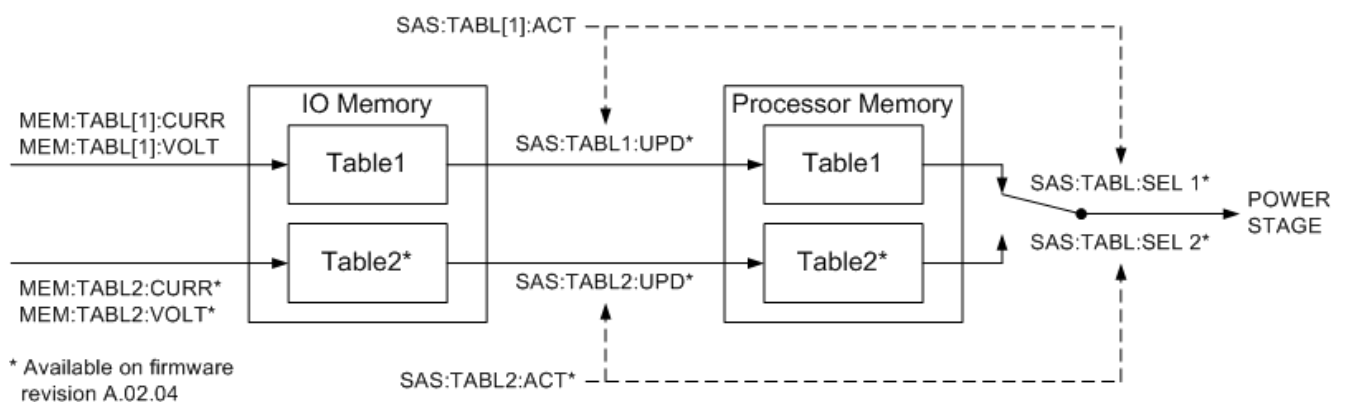 SAS:TABL[1]:ACT
IO Memory
Processor Memory
MEM:TABL[1]:CURR
MEM:TABL[1]:VOLT
Table1
SAS:TABL1:UPD*
Table1
SAS:TABL:SEL 1*
POWER
STAGE
Table2*
SAS:TABL2:UPD*
Table2*
SAS:TABL:SEL 2*
MEM:TABL2:CURR*
MEM:TABL2:VOLT*
* Available on firmware
revision A.02.04
SAS:TABL2:ACT*